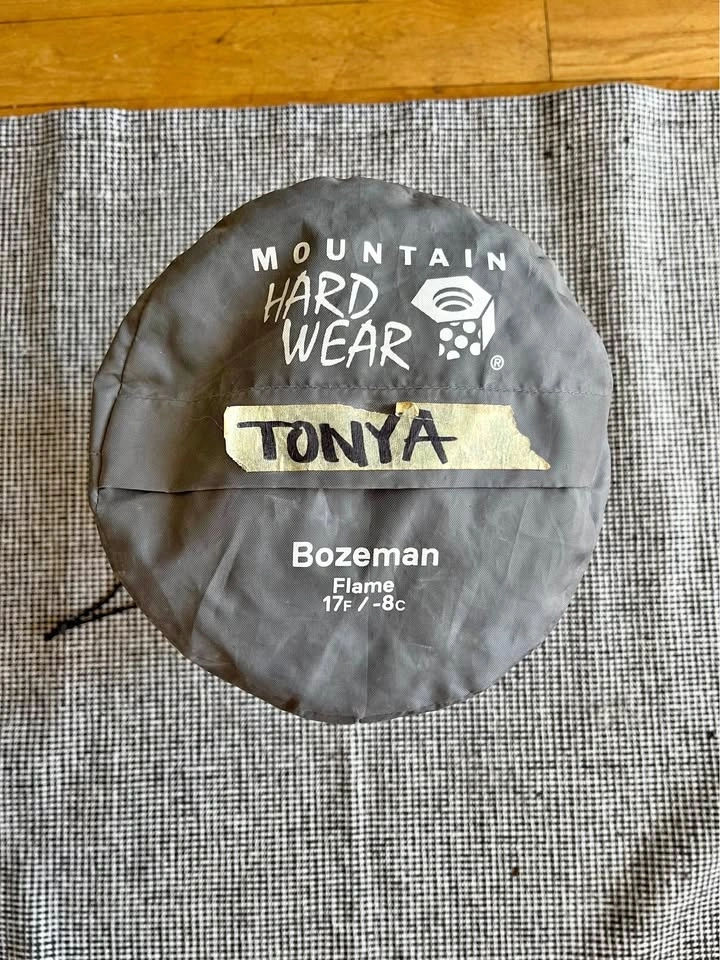 MOUNTAIN
HARD
WEAR
®
TONYA
Bozeman
Flame
17F / -8C